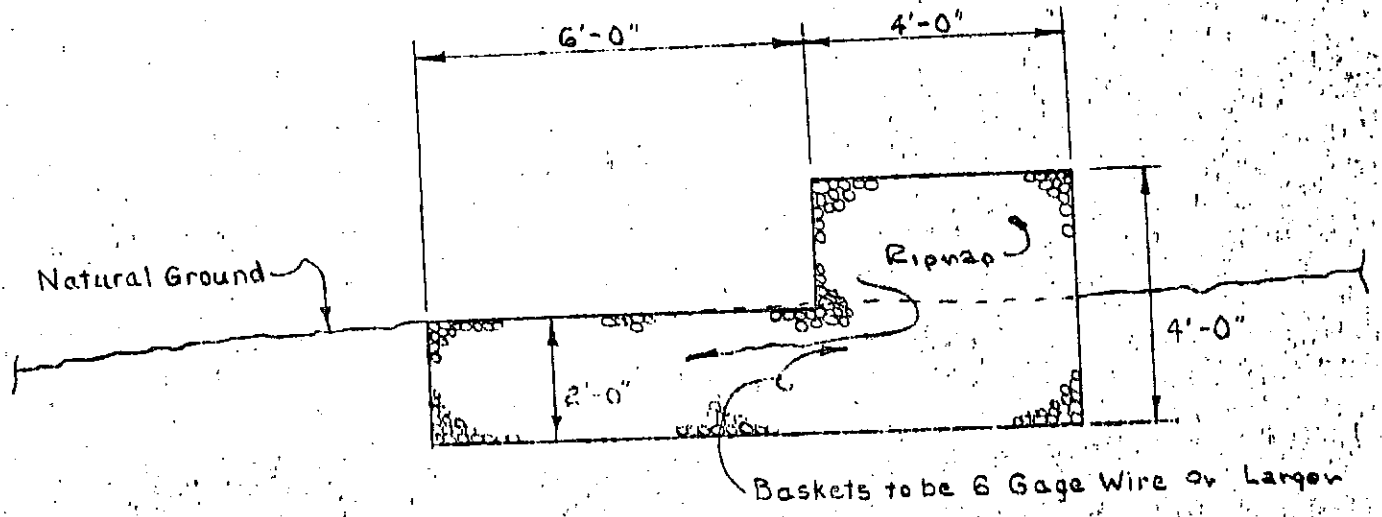 6'-0"
4'-0"
Natural Ground
Riprap
4'-0"
2'-0"
Baskets to be 6 Gage Wire or Larger